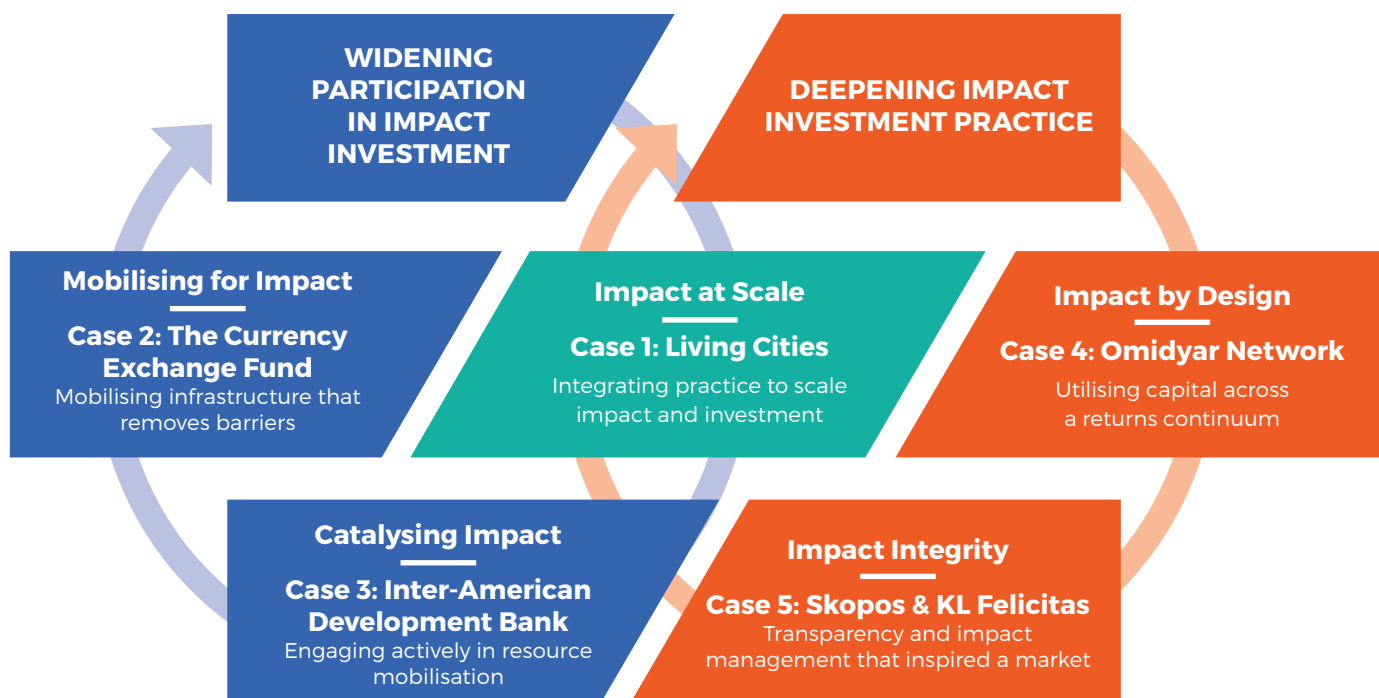 WIDENING
PARTICIPATION
IN IMPACT
INVESTMENT
DEEPENING IMPACT
INVESTMENT PRACTICE
Mobilising for Impact
Case 2: The Currency
Exchange Fund
Mobilising infrastructure that
removes barriers
Impact at Scale
Case 1: Living Cities
Integrating practice to scale
impact and investment
Impact by Design
Case 4: Omidyar Network
Utilising capital across
a returns continuum
Catalysing Impact
Case 3: Inter-American
Development Bank
Engaging actively in resource
mobilisation
Impact Integrity
Case 5: Skopos & KL Felicitas
Transparency and impact
management that inspired a market